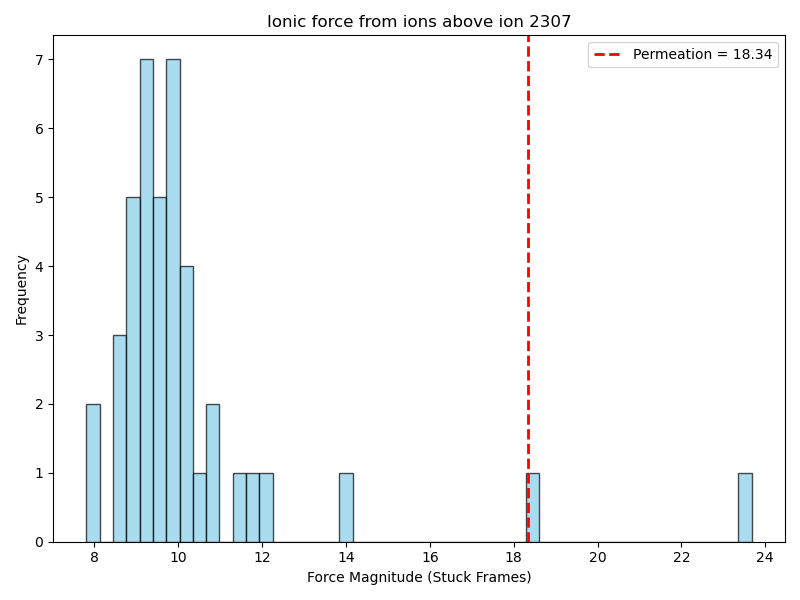 Ionic force from ions above ion 2307
Permeation = 18.34
Frequency
7
6
5
4
3
2
1
0
8 10 12 14 16 18 20 22 24
Force Magnitude (Stuck Frames)